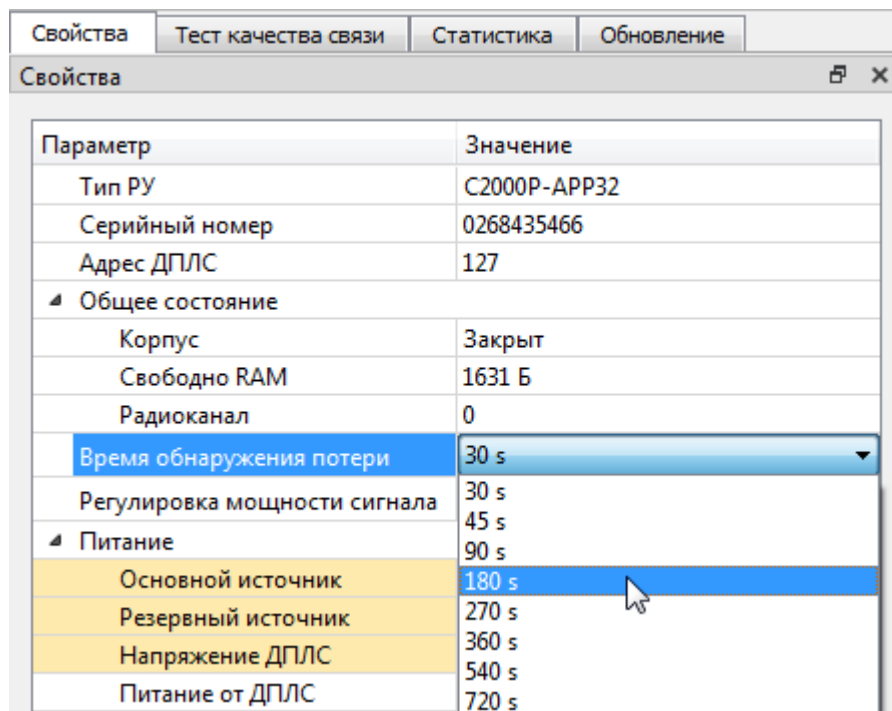 Свойства Тест качества связи Статистика Обновление
Свойства
Параметр Значение
Тип РУ С2000Р-АРР32
Серийный номер 0268435466
Адрес ДПЛС 127
Общее состояние
Корпус Закрыт
Свободно RAM 1631 Б
Радиоканал 0
Время обнаружения потери 30 s
30 s
Регулировка мощности сигнала
45 s
Питание
90 s
Основной источник
180 s
Резервный источник
270 s
Напряжение ДПЛС
360 s
540 s
Питание от ДПЛС
720 s